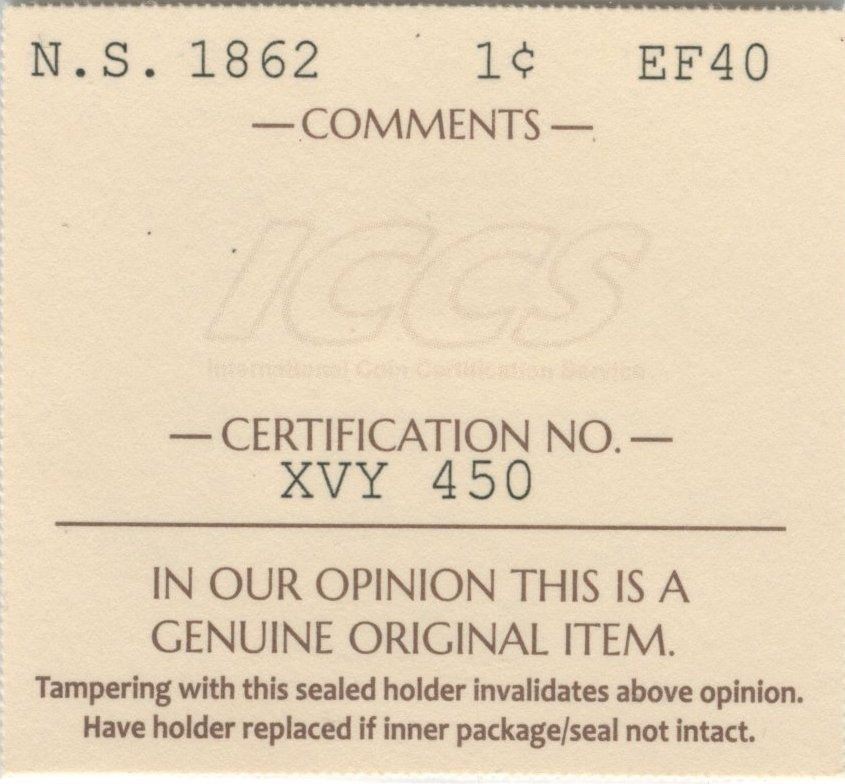 N.S. 1862 1¢ EF40
—COMMENTS—
ICCS
International Coin Certification Service
—CERTIFICATION NO.—
XVY 450
IN OUR OPINION THIS IS A
GENUINE ORIGINAL ITEM.
Tampering with this sealed holder invalidates above opinion.
Have holder replaced if inner package/seal not intact.